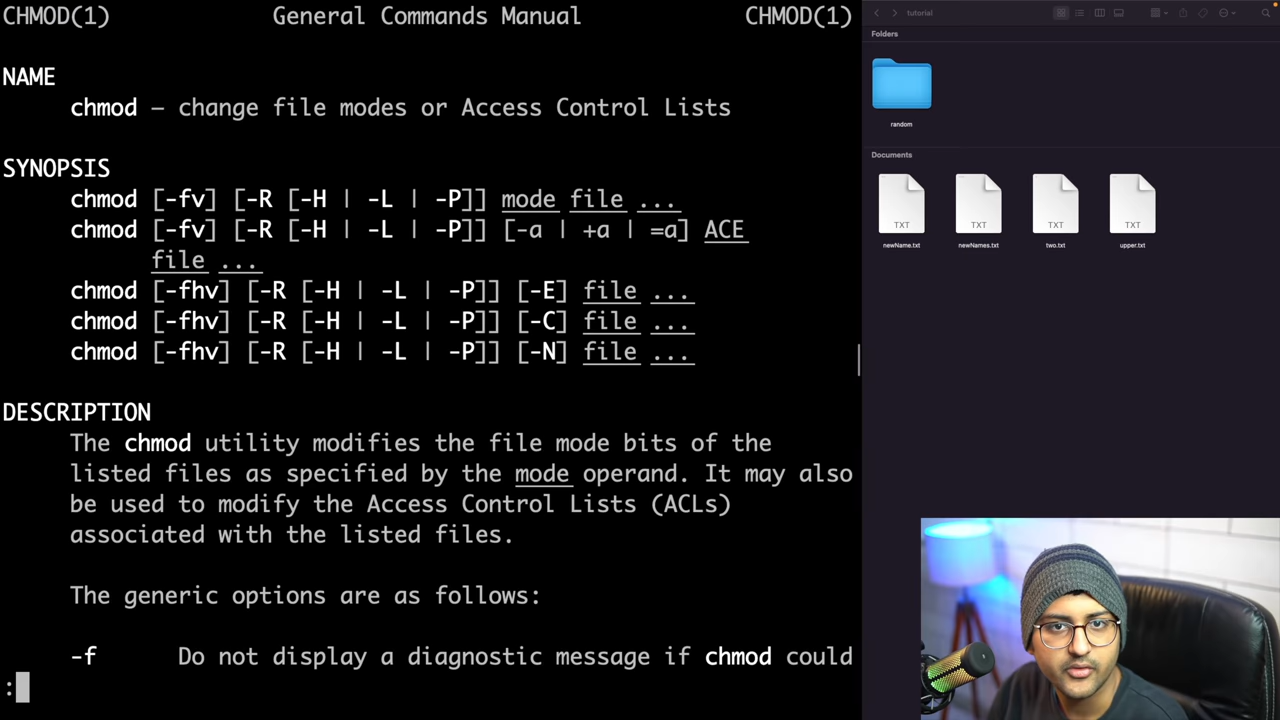 CHMOD(1) General Commands Manual CHMOD(1)
NAME
chmod – change file modes or Access Control Lists
SYNOPSIS
chmod [-fv] [-R [-H | -L | -P]] mode file ...
chmod [-fv] [-R [-H | -L | -P]] [-a | +a | =a] ACE
file ...
chmod [-fhv] [-R [-H | -L | -P]] [-E] file ...
chmod [-fhv] [-R [-H | -L | -P]] [-C] file ...
chmod [-fhv] [-R [-H | -L | -P]] [-N] file ...
DESCRIPTION
The chmod utility modifies the file mode bits of the
listed files as specified by the mode operand. It may also
be used to modify the Access Control Lists (ACLs)
associated with the listed files.
The generic options are as follows:
-f Do not display a diagnostic message if chmod could
:
tutorial
Folders
random
Documents
TXT TXT TXT TXT
newName.txt newNames.txt two.txt upper.txt